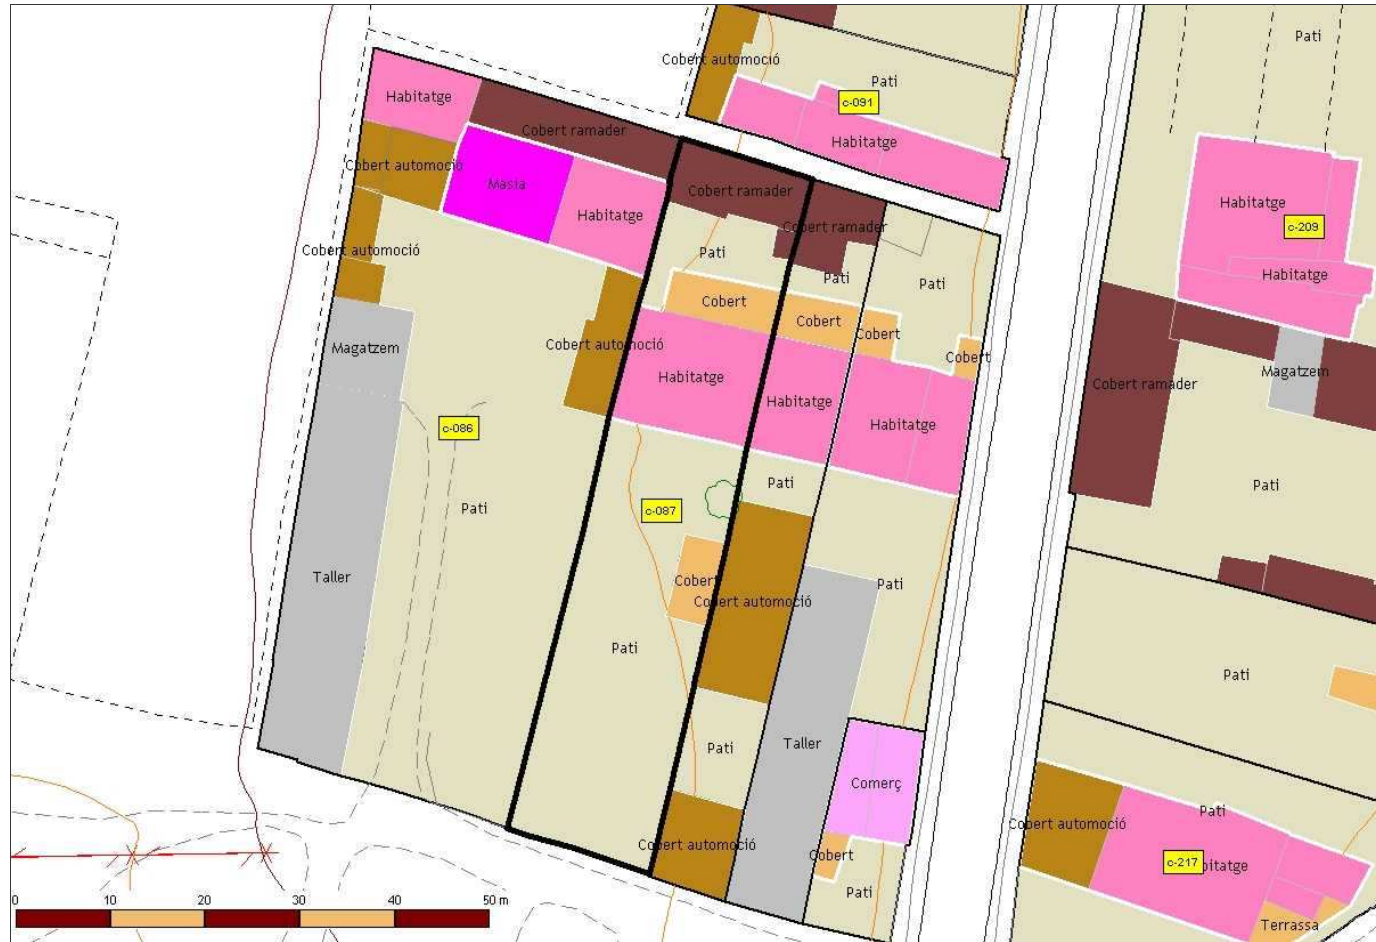 Pati
Cobert automoció
Pati
Habitatge
c-091
Cobert ramader
Habitatge
Cobert automoció
Masia
Cobert ramader
Habitatge
Habitatge
c-209
Cobert ramader
Cobert automoció
Pati
Pati
Pati
Habitatge
Cobert
Cobert
Cobert
Magatzem
Cobert automoció
Cobert
Magatzem
Habitatge
Cobert ramader
Habitatge
Habitatge
c-086
Pati
Pati
Pati
c-087
Taller
Cobert
Pati
Cobert automoció
Pati
Pati
Pati
Taller
Comerç
Pati
Cobert automoció
Cobert automoció
Cobert
c-217
bitatge
Pati
Terrassa
0 10 20 30 40 50 m